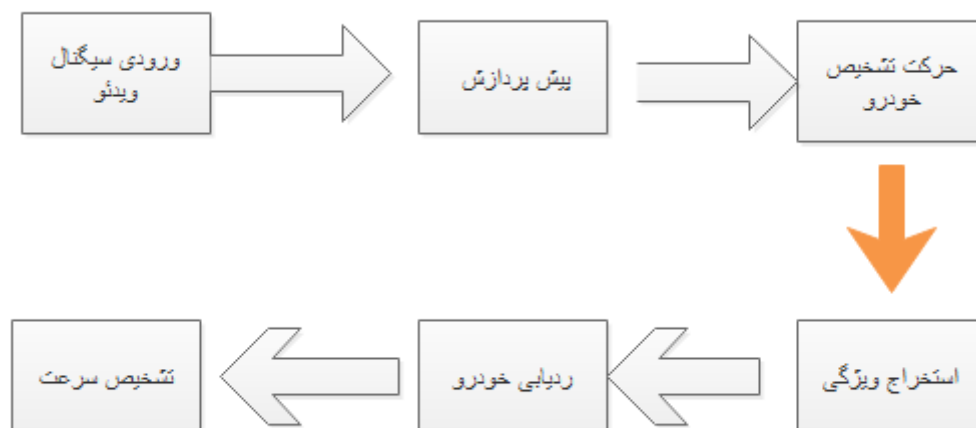 ورودی سیگنال
ویدئو
پیش پردازش
حرکت تشخیص
خودرو
استخراج ویژگی
ردیابی خودرو
تشخیص سرعت